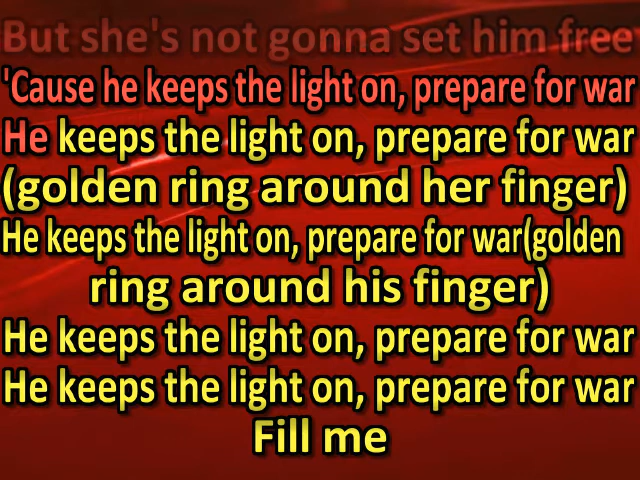 But she's not gonna set him free
'Cause he keeps the light on, prepare for war
He keeps the light on, prepare for war
(golden ring around her finger)
He keeps the light on, prepare for war(golden
ring around his finger)
He keeps the light on, prepare for war
He keeps the light on, prepare for war
Fill me